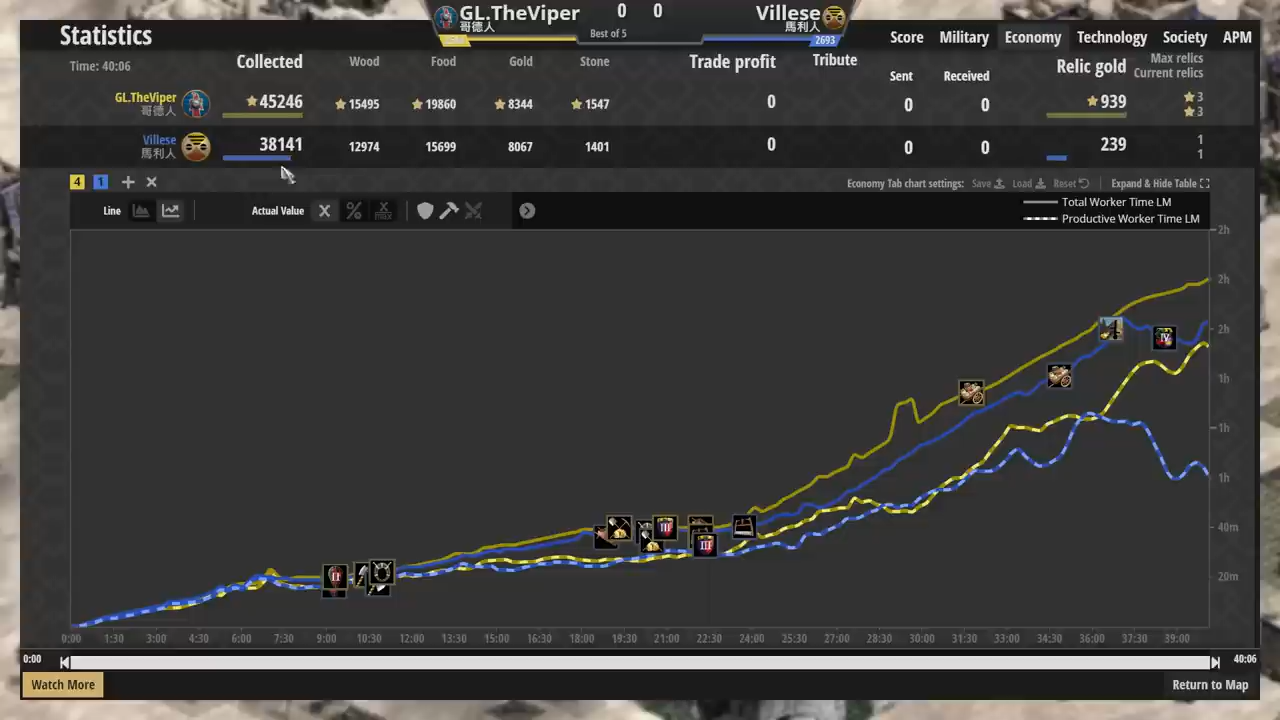 GL.TheViper 0 0 Villese
哥德人 馬利人
Best of 5
2693
Statistics
Score Military Economy Technology Society APM
Time: 40:06
Collected Wood Food Gold Stone Trade profit Tribute Sent Received Relic gold Max relics
Current relics
GL.TheViper
哥德人
45246 15495 19860 8344 1547 0 0 0 939 3
3
Villese
馬利人
38141 12974 15699 8067 1401 0 0 0 239 1
1
4 1
Economy Tab chart settings: Save Load Reset Expand & Hide Table
Line Actual Value X % X max
Total Worker Time LM
Productive Worker Time LM
2h
2h
2h
1h
1h
1h
40m
20m
II III III IV
0:00 1:30 3:00 4:30 6:00 7:30 9:00 10:30 12:00 13:30 15:00 16:30 18:00 19:30 21:00 22:30 24:00 25:30 27:00 28:30 30:00 31:30 33:00 34:30 36:00 37:30 39:00
0:00 40:06
Watch More Return to Map